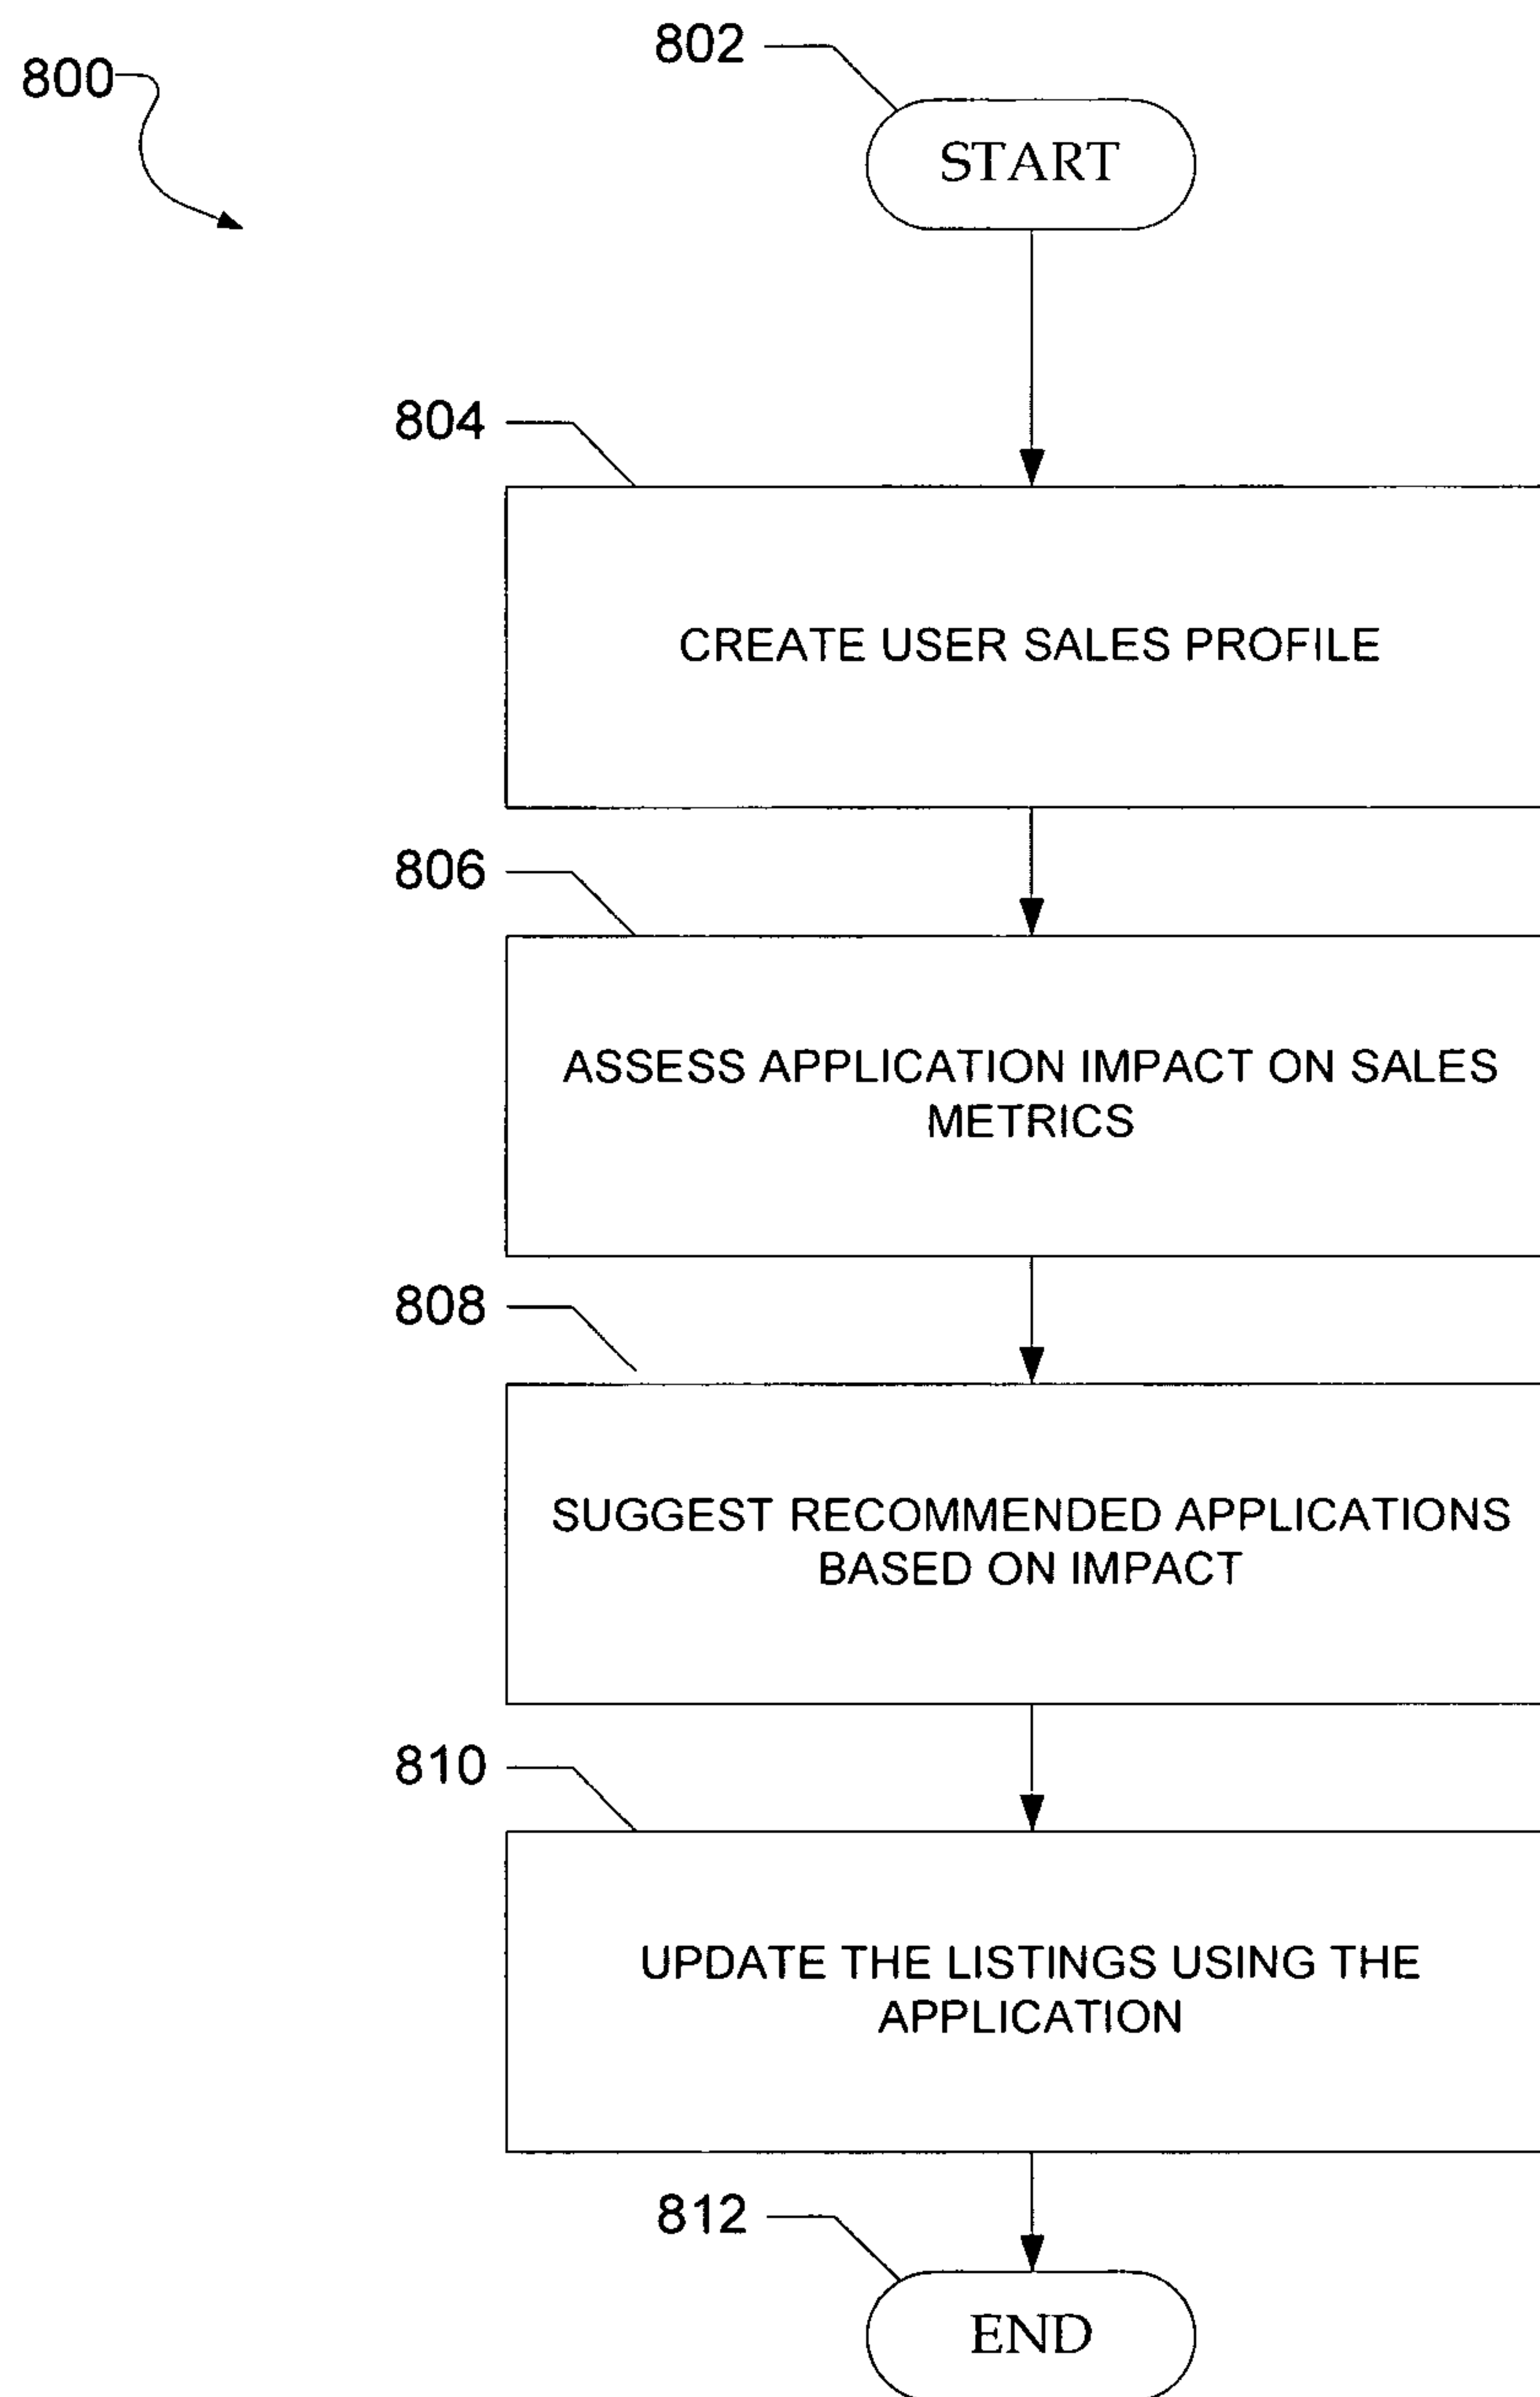 802
800
START
804
CREATE USER SALES PROFILE
806
ASSESS APPLICATION IMPACT ON SALES
METRICS
808
SUGGEST RECOMMENDED APPLICATIONS
BASED ON IMPACT
810
UPDATE THE LISTINGS USING THE
APPLICATION
812
END